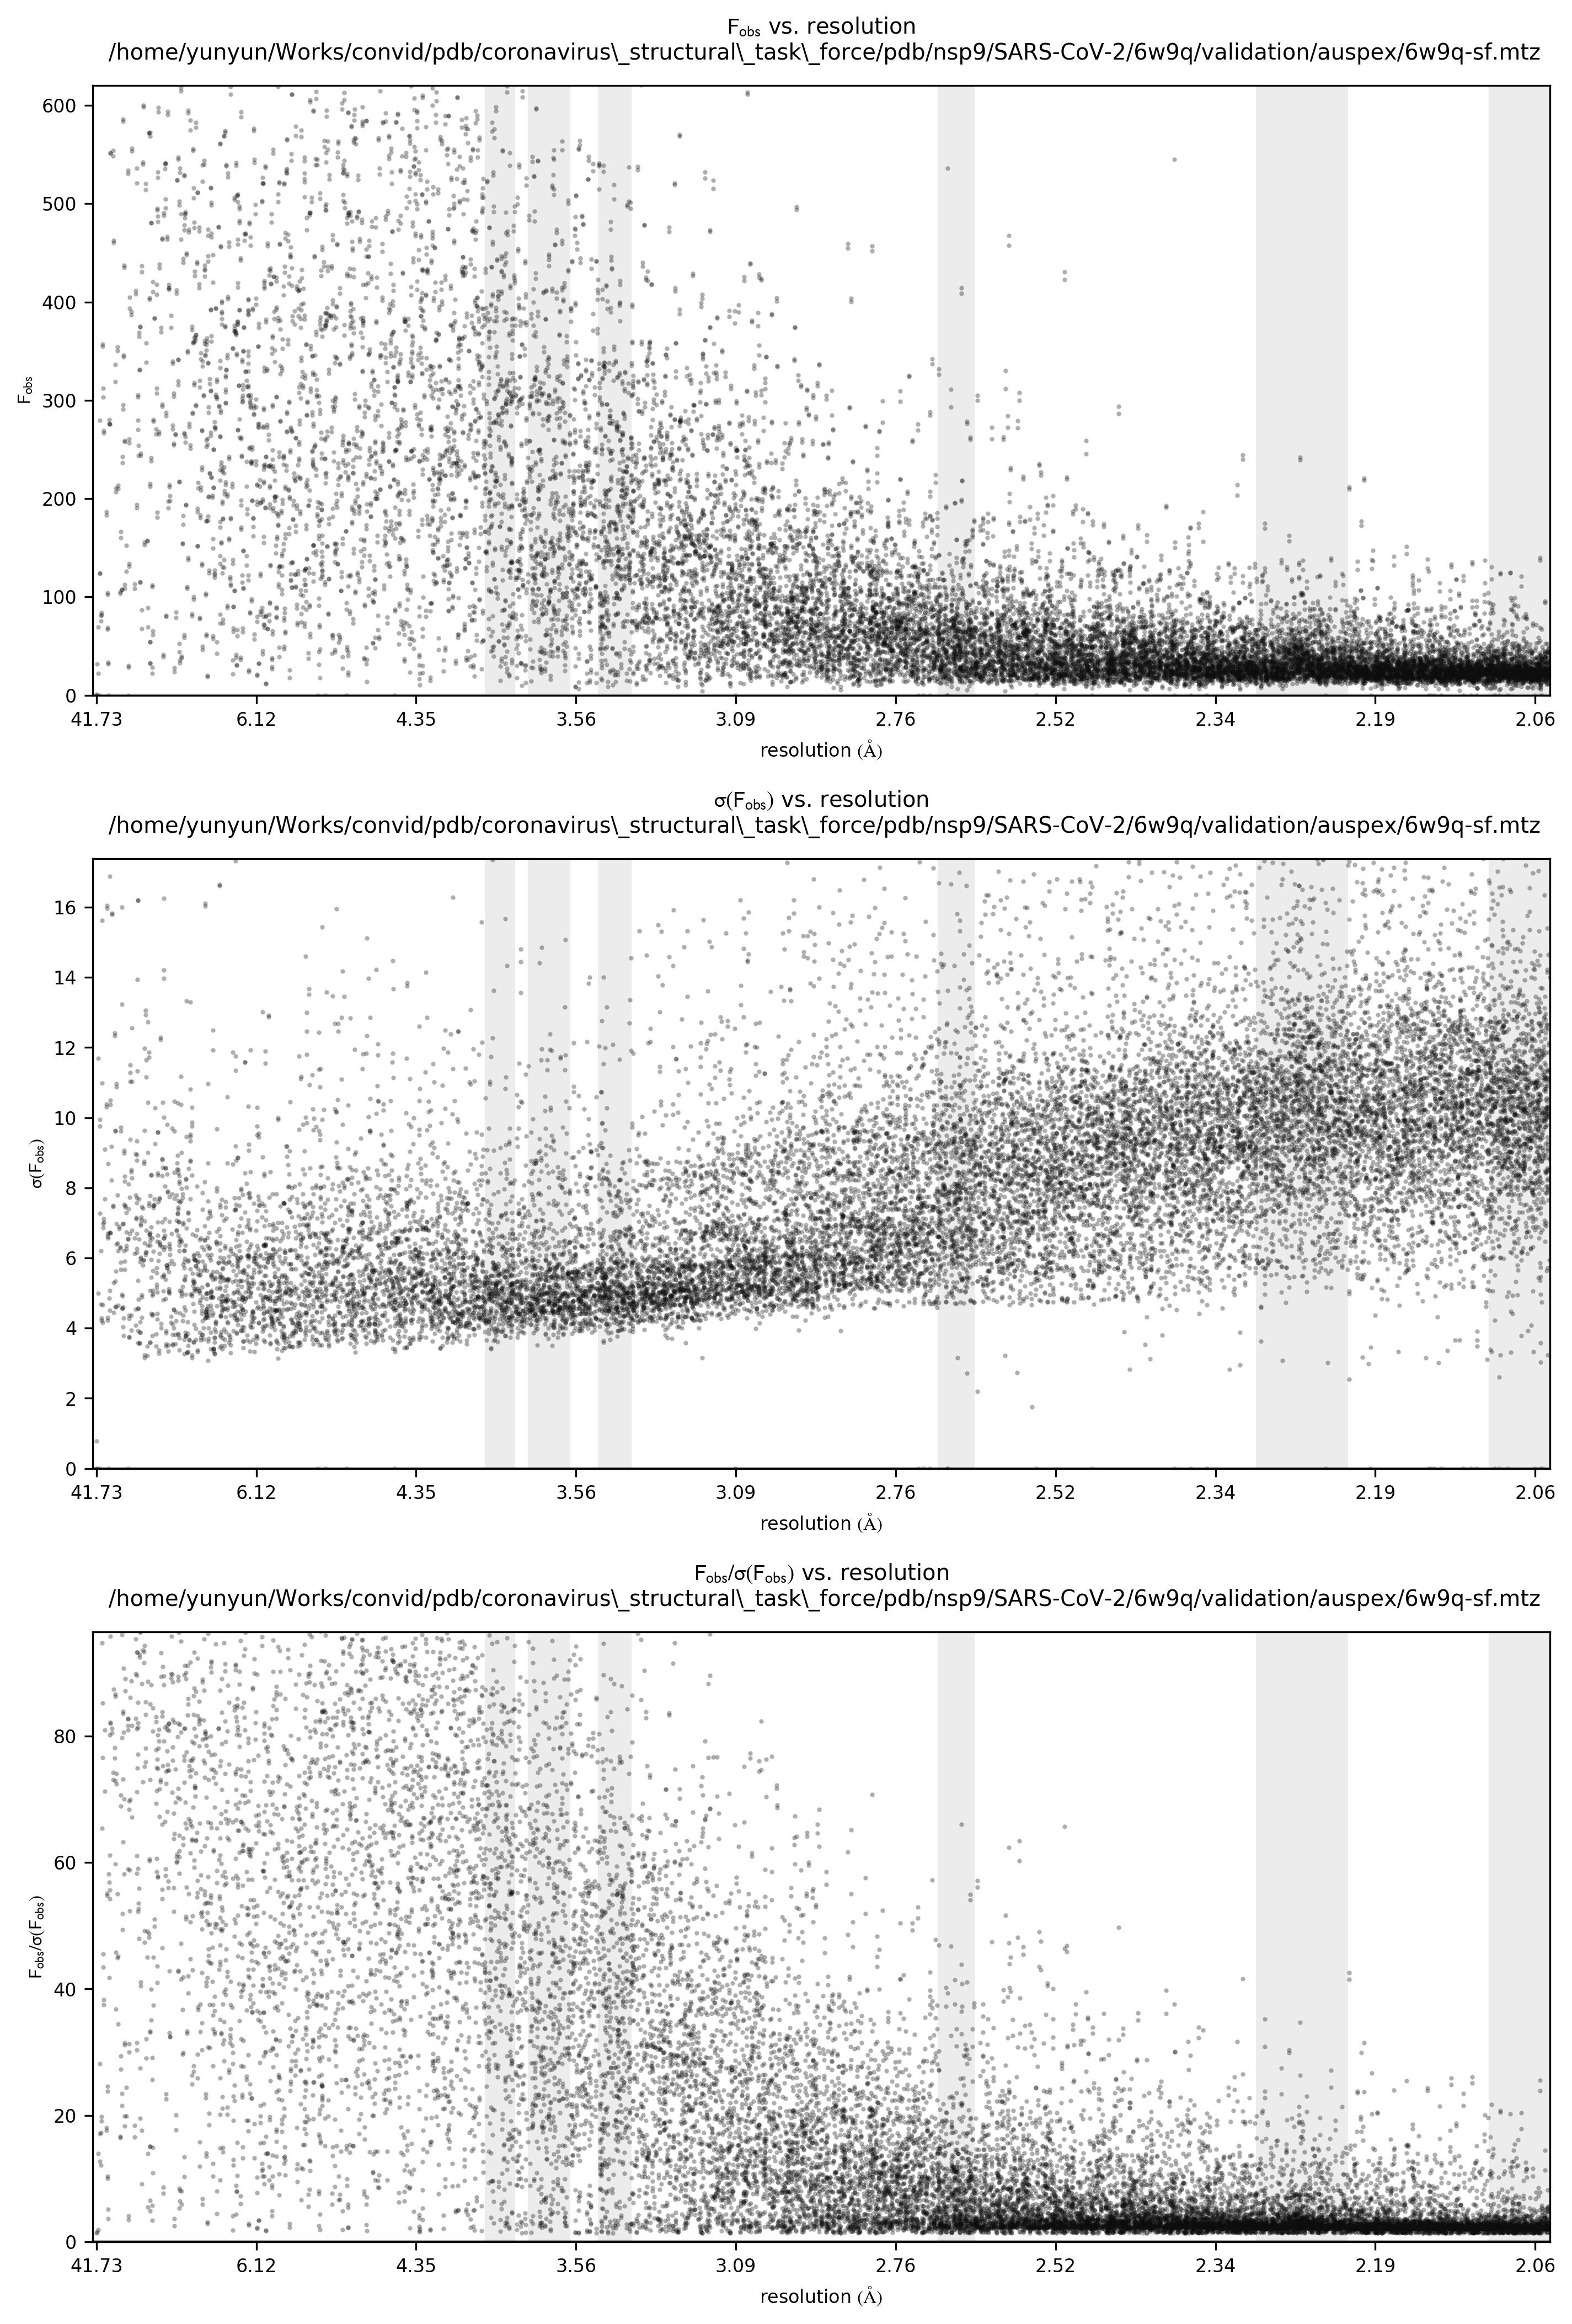 Fobs vs. resolution
/home/yunyun/Works/convid/pdb/coronavirus\_structural\_task\_force/pdb/nsp9/SARS-CoV-2/6w9q/validation/auspex/6w9q-sf.mtz
600
500
400
300
200
100
0
Fobs
41.73 6.12 4.35 3.56 3.09 2.76 2.52 2.34 2.19 2.06
resolution (Å)
σ(Fobs) vs. resolution
/home/yunyun/Works/convid/pdb/coronavirus\_structural\_task\_force/pdb/nsp9/SARS-CoV-2/6w9q/validation/auspex/6w9q-sf.mtz
16
14
12
10
8
6
4
2
0
σ(Fobs)
41.73 6.12 4.35 3.56 3.09 2.76 2.52 2.34 2.19 2.06
resolution (Å)
Fobs/σ(Fobs) vs. resolution
/home/yunyun/Works/convid/pdb/coronavirus\_structural\_task\_force/pdb/nsp9/SARS-CoV-2/6w9q/validation/auspex/6w9q-sf.mtz
80
60
40
20
0
Fobs/σ(Fobs)
41.73 6.12 4.35 3.56 3.09 2.76 2.52 2.34 2.19 2.06
resolution (Å)